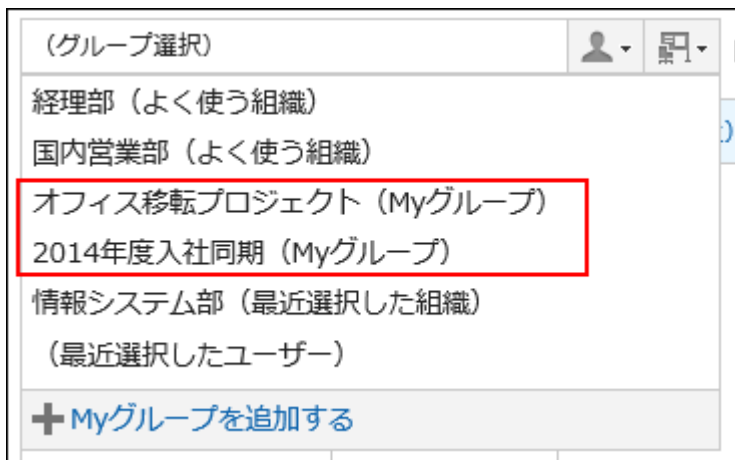 （グループ選択）
経理部（よく使う組織）
国内営業部（よく使う組織）
オフィス移転プロジェクト（Myグループ）
2014年度入社同期（Myグループ）
情報システム部（最近選択した組織）
（最近選択したユーザー）
Myグループを追加する